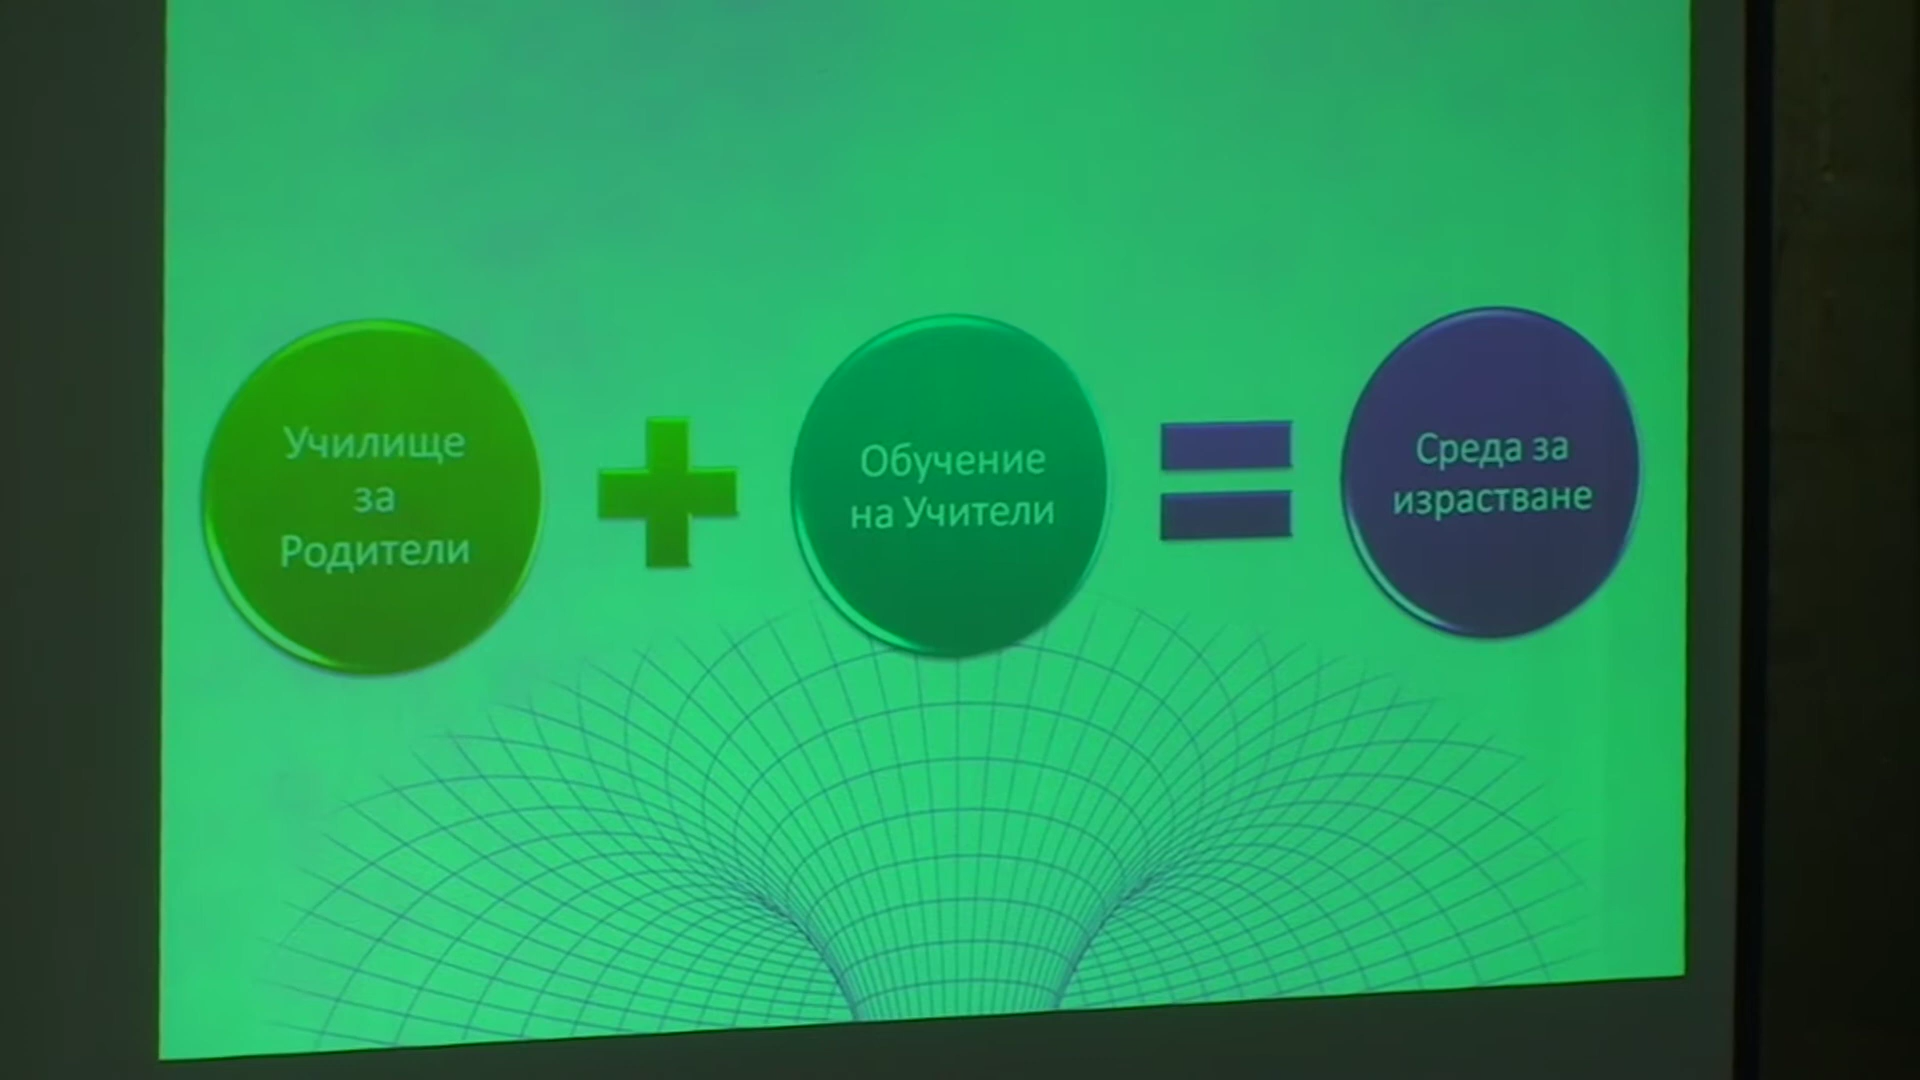 Училище
за
Родители
Обучение
на Учители
Среда за
израстване